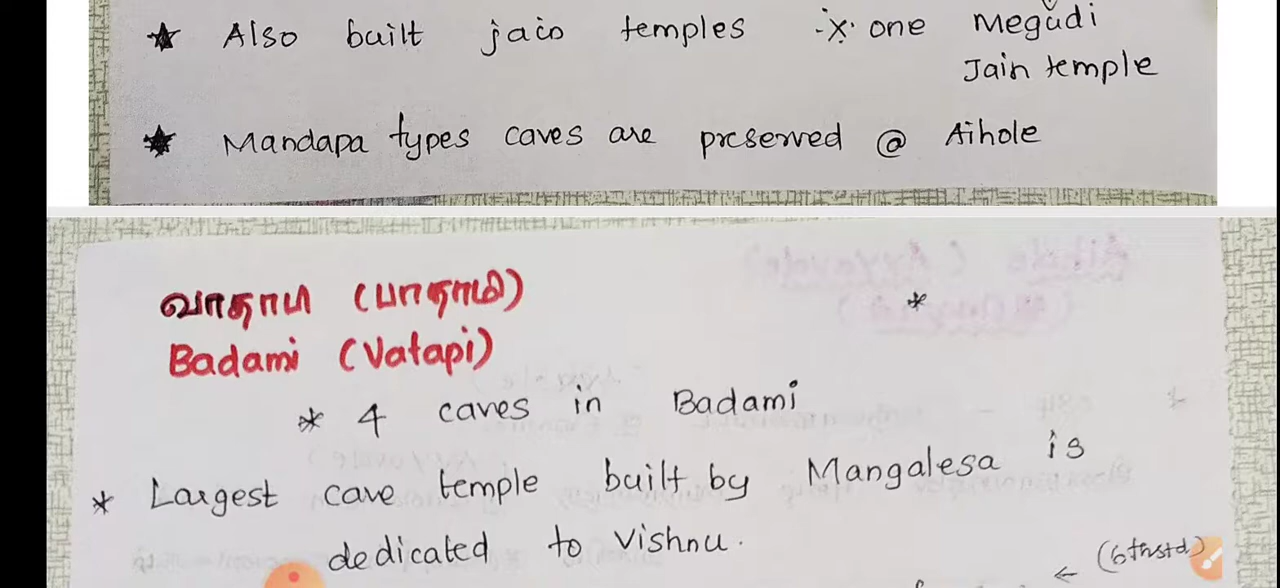 ★ Also built jain temples ·x· one Megudi
Jain temple
★ Mandapa types caves are preserved @ Aihole
வாதாபி (பாதாமி)
Badami (Vatapi)
*
* 4 caves in Badami
* Largest cave temple built by Mangalesa is
dedicated to Vishnu.
← (6thstd)